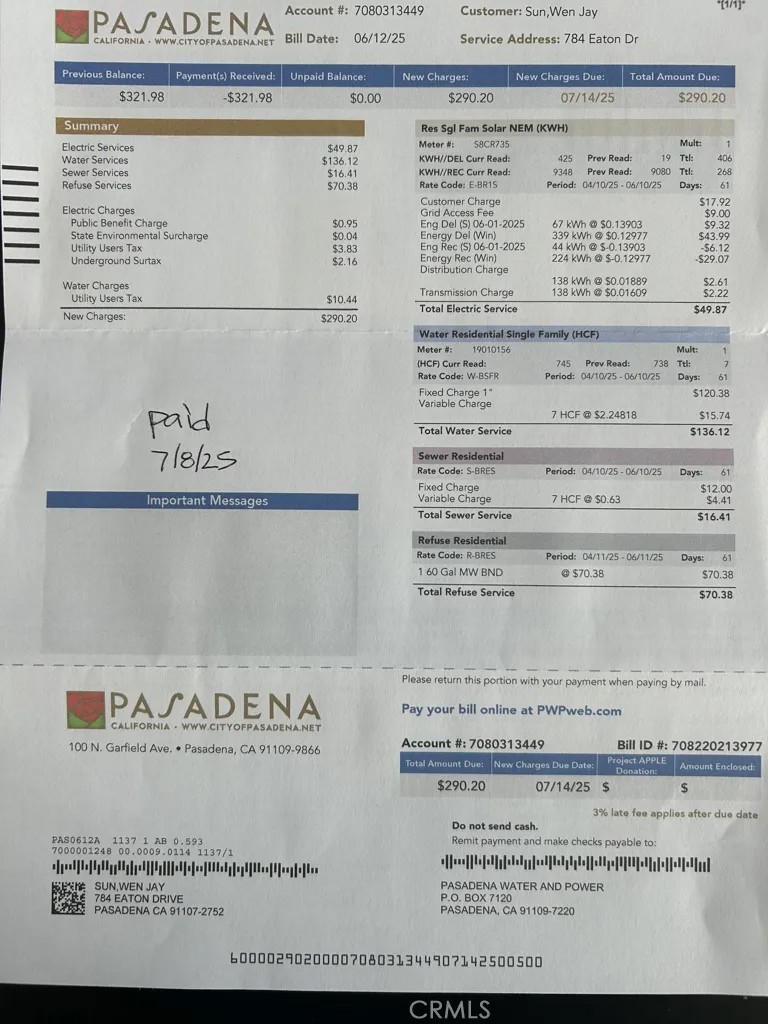 *[1/1]*
PASADENA
CALIFORNIA • WWW.CITYOFPASADENA.NET
Account #: 7080313449 Customer: Sun,Wen Jay
Bill Date: 06/12/25 Service Address: 784 Eaton Dr
Previous Balance: Payment(s) Received: Unpaid Balance: New Charges: New Charges Due: Total Amount Due:
$321.98 -$321.98 $0.00 $290.20 07/14/25 $290.20
Summary
Electric Services $49.87
Water Services $136.12
Sewer Services $16.41
Refuse Services $70.38
Electric Charges
Public Benefit Charge $0.95
State Environmental Surcharge $0.04
Utility Users Tax $3.83
Underground Surtax $2.16
Water Charges
Utility Users Tax $10.44
New Charges: $290.20
paid
7/8/25
Important Messages
Res Sgl Fam Solar NEM (KWH)
Meter #: S8CR735 Mult: 1
KWH//DEL Curr Read: 425 Prev Read: 19 Ttl: 406
KWH//REC Curr Read: 9348 Prev Read: 9080 Ttl: 268
Rate Code: E-BR1S Period: 04/10/25 - 06/10/25 Days: 61
Customer Charge $17.92
Grid Access Fee $9.00
Eng Del (S) 06-01-2025 67 kWh @ $0.13903 $9.32
Energy Del (Win) 339 kWh @ $0.12977 $43.99
Eng Rec (S) 06-01-2025 44 kWh @ $-0.13903 -$6.12
Energy Rec (Win) 224 kWh @ $-0.12977 -$29.07
Distribution Charge
138 kWh @ $0.01889 $2.61
Transmission Charge 138 kWh @ $0.01609 $2.22
Total Electric Service $49.87
Water Residential Single Family (HCF)
Meter #: 19010156 Mult: 1
(HCF) Curr Read: 745 Prev Read: 738 Ttl: 7
Rate Code: W-BSFR Period: 04/10/25 - 06/10/25 Days: 61
Fixed Charge 1" $120.38
Variable Charge
7 HCF @ $2.24818 $15.74
Total Water Service $136.12
Sewer Residential
Rate Code: S-BRES Period: 04/10/25 - 06/10/25 Days: 61
Fixed Charge $12.00
Variable Charge 7 HCF @ $0.63 $4.41
Total Sewer Service $16.41
Refuse Residential
Rate Code: R-BRES Period: 04/11/25 - 06/11/25 Days: 61
1 60 Gal MW BND @ $70.38 $70.38
Total Refuse Service $70.38
Please return this portion with your payment when paying by mail.
PASADENA
CALIFORNIA • WWW.CITYOFPASADENA.NET
100 N. Garfield Ave. • Pasadena, CA 91109-9866
Pay your bill online at PWPweb.com
Account #: 7080313449 Bill ID #: 708220213977
Total Amount Due: New Charges Due Date: Project APPLE Donation: Amount Enclosed:
$290.20 07/14/25 $ $
3% late fee applies after due date
Do not send cash.
Remit payment and make checks payable to:
PAS0612A 1137 1 AB 0.593
7000001248 00.0009.0114 1137/1
SUN,WEN JAY
784 EATON DRIVE
PASADENA CA 91107-2752
PASADENA WATER AND POWER
P.O. BOX 7120
PASADENA, CA 91109-7220
6000029020000708031344907142500500
CRMLS